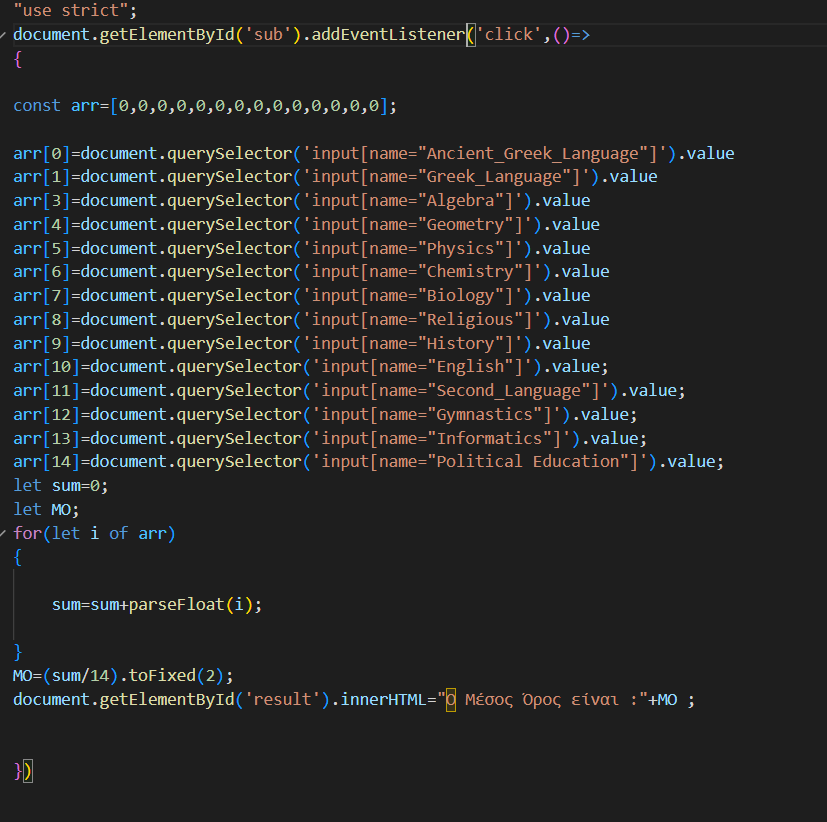 "use strict";
document.getElementById('sub').addEventListener('click',()=>
{
const arr=[0,0,0,0,0,0,0,0,0,0,0,0,0,0];
arr[0]=document.querySelector('input[name="Ancient_Greek_Language"]').value
arr[1]=document.querySelector('input[name="Greek_Language"]').value
arr[3]=document.querySelector('input[name="Algebra"]').value
arr[4]=document.querySelector('input[name="Geometry"]').value
arr[5]=document.querySelector('input[name="Physics"]').value
arr[6]=document.querySelector('input[name="Chemistry"]').value
arr[7]=document.querySelector('input[name="Biology"]').value
arr[8]=document.querySelector('input[name="Religious"]').value
arr[9]=document.querySelector('input[name="History"]').value
arr[10]=document.querySelector('input[name="English"]').value;
arr[11]=document.querySelector('input[name="Second_Language"]').value;
arr[12]=document.querySelector('input[name="Gymnastics"]').value;
arr[13]=document.querySelector('input[name="Informatics"]').value;
arr[14]=document.querySelector('input[name="Political Education"]').value;
let sum=0;
let MO;
for(let i of arr)
{
sum=sum+parseFloat(i);
}
MO=(sum/14).toFixed(2);
document.getElementById('result').innerHTML="Ο Μέσος Όρος είναι :"+MO ;
})